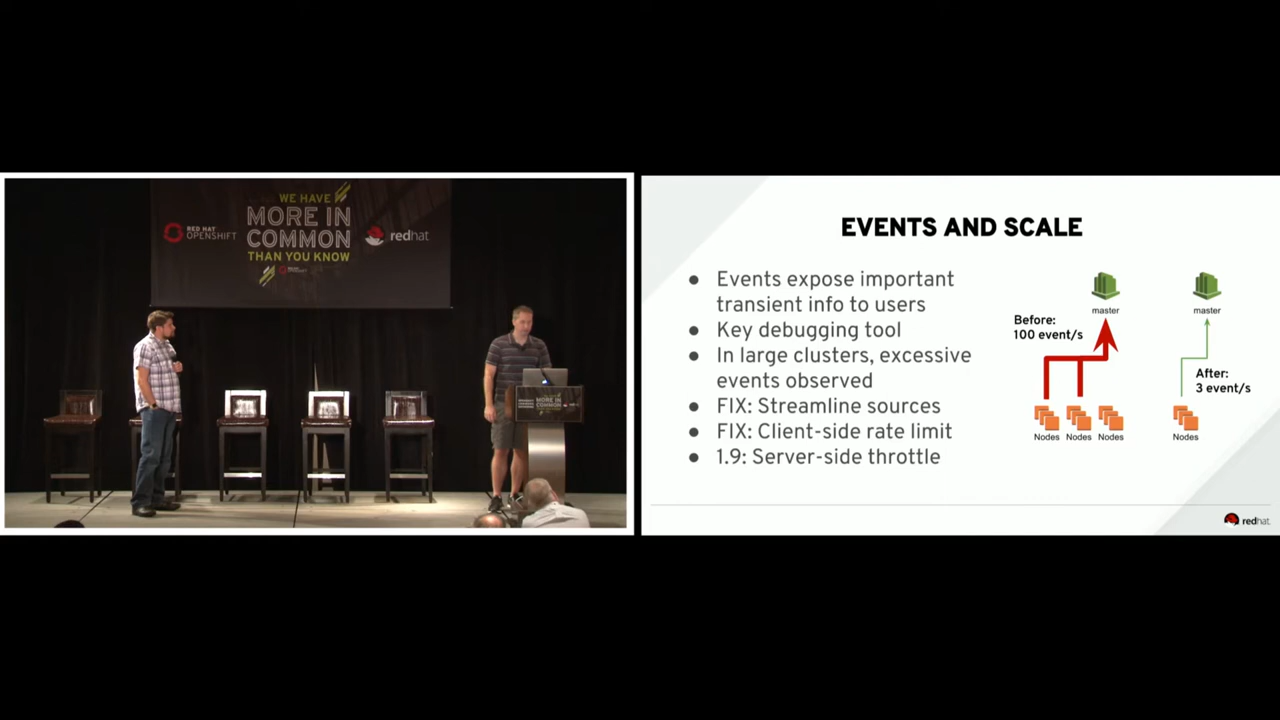 WE HAVE
MORE IN
COMMON
THAN YOU KNOW
RED HAT
OPENSHIFT
redhat.
MORE IN
COMMON
EVENTS AND SCALE
● Events expose important
transient info to users
● Key debugging tool
● In large clusters, excessive
events observed
● FIX: Streamline sources
● FIX: Client-side rate limit
● 1.9: Server-side throttle
master
Before:
100 event/s
Nodes
Nodes
Nodes
master
After:
3 event/s
Nodes
redhat.